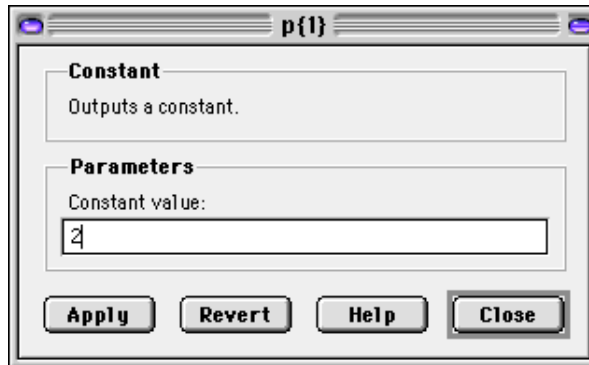 p{1}
Constant
Outputs a constant.
Parameters
Constant value:
2
Apply Revert Help Close